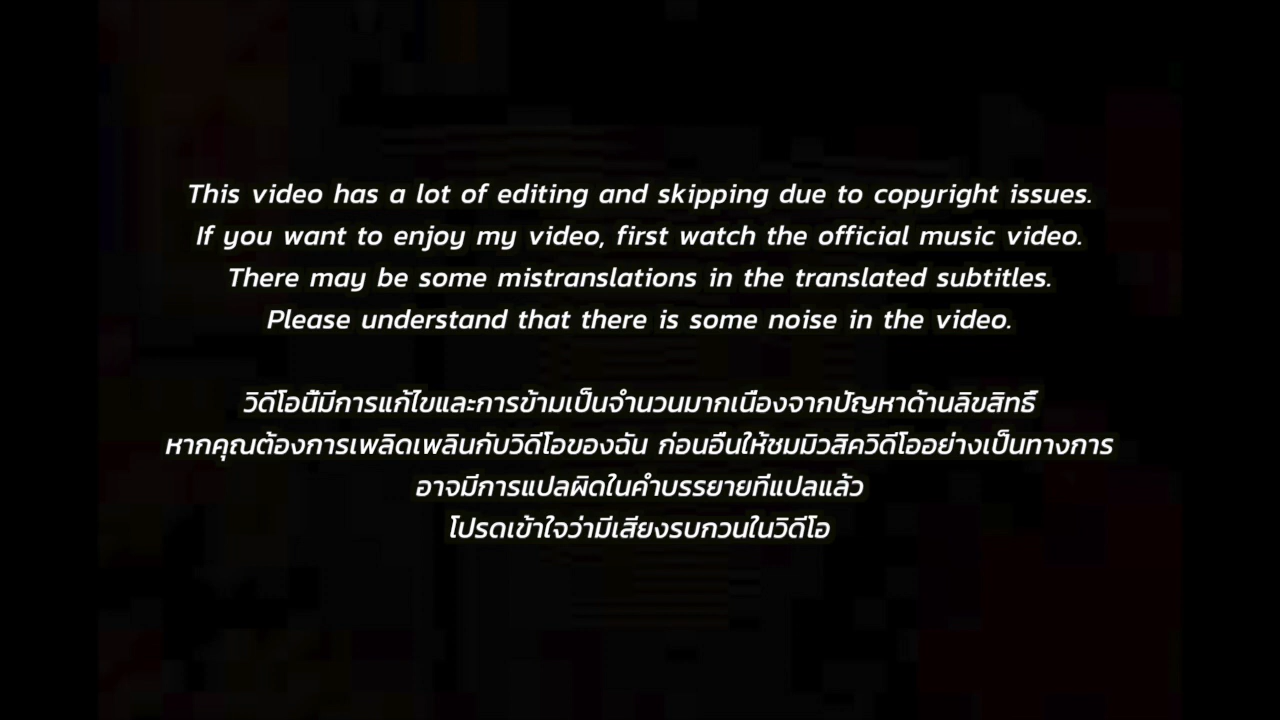 This video has a lot of editing and skipping due to copyright issues.
If you want to enjoy my video, first watch the official music video.
There may be some mistranslations in the translated subtitles.
Please understand that there is some noise in the video.
วิดีโอนี้มีการแก้ไขและการข้ามเป็นจำนวนมากเนื่องจากปัญหาด้านลิขสิทธิ์
หากคุณต้องการเพลิดเพลินกับวิดีโอของฉัน ก่อนอื่นให้ชมมิวสิควิดีโออย่างเป็นทางการ
อาจมีการแปลผิดในคำบรรยายที่แปลแล้ว
โปรดเข้าใจว่ามีเสียงรบกวนในวิดีโอ